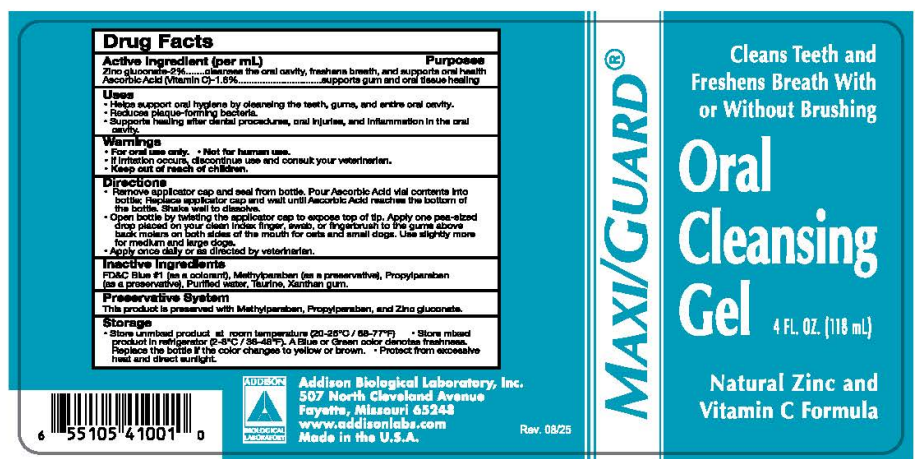 Drug Facts
Active Ingredient (per mL) Purposes
Zinc gluconate-2%.......cleanses the oral cavity, freshens breath, and supports oral health
Ascorbic Acid (Vitamin C)-1.6%..............................supports gum and oral tissue healing
Uses
• Helps support oral hygiene by cleansing the teeth, gums, and entire oral cavity.
• Reduces plaque-forming bacteria.
• Supports healing after dental procedures, oral injuries, and inflammation in the oral
cavity.
Warnings
• For oral use only. • Not for human use.
• If irritation occurs, discontinue use and consult your veterinarian.
• Keep out of reach of children.
Directions
• Remove applicator cap and seal from bottle. Pour Ascorbic Acid vial contents into
bottle; Replace applicator cap and wait until Ascorbic Acid reaches the bottom of
the bottle. Shake well to dissolve.
• Open bottle by twisting the applicator cap to expose top of tip. Apply one pea-sized
drop placed on your clean index finger, swab, or fingerbrush to the gums above
back molars on both sides of the mouth for cats and small dogs. Use slightly more
for medium and large dogs.
• Apply once daily or as directed by veterinarian.
Inactive Ingredients
FD&C Blue #1 (as a colorant), Methylparaben (as a preservative), Propylparaben
(as a preservative), Purified water, Taurine, Xanthan gum.
Preservative System
This product is preserved with Methylparaben, Propylparaben, and Zinc gluconate.
Storage
• Store unmixed product at room temperature (20-25°C / 68-77°F) • Store mixed
product in refrigerator (2-8°C / 36-46°F). A Blue or Green color denotes freshness.
Replace the bottle if the color changes to yellow or brown. • Protect from excessive
heat and direct sunlight.
6 55105 41001 0
ADDISON
BIOLOGICAL
LABORATORY
Addison Biological Laboratory, Inc.
507 North Cleveland Avenue
Fayette, Missouri 65248
www.addisonlabs.com
Made in the U.S.A.
Rev. 08/25
MAXI/GUARD®
Cleans Teeth and
Freshens Breath With
or Without Brushing
Oral
Cleansing
Gel 4 FL. OZ. (118 mL)
Natural Zinc and
Vitamin C Formula